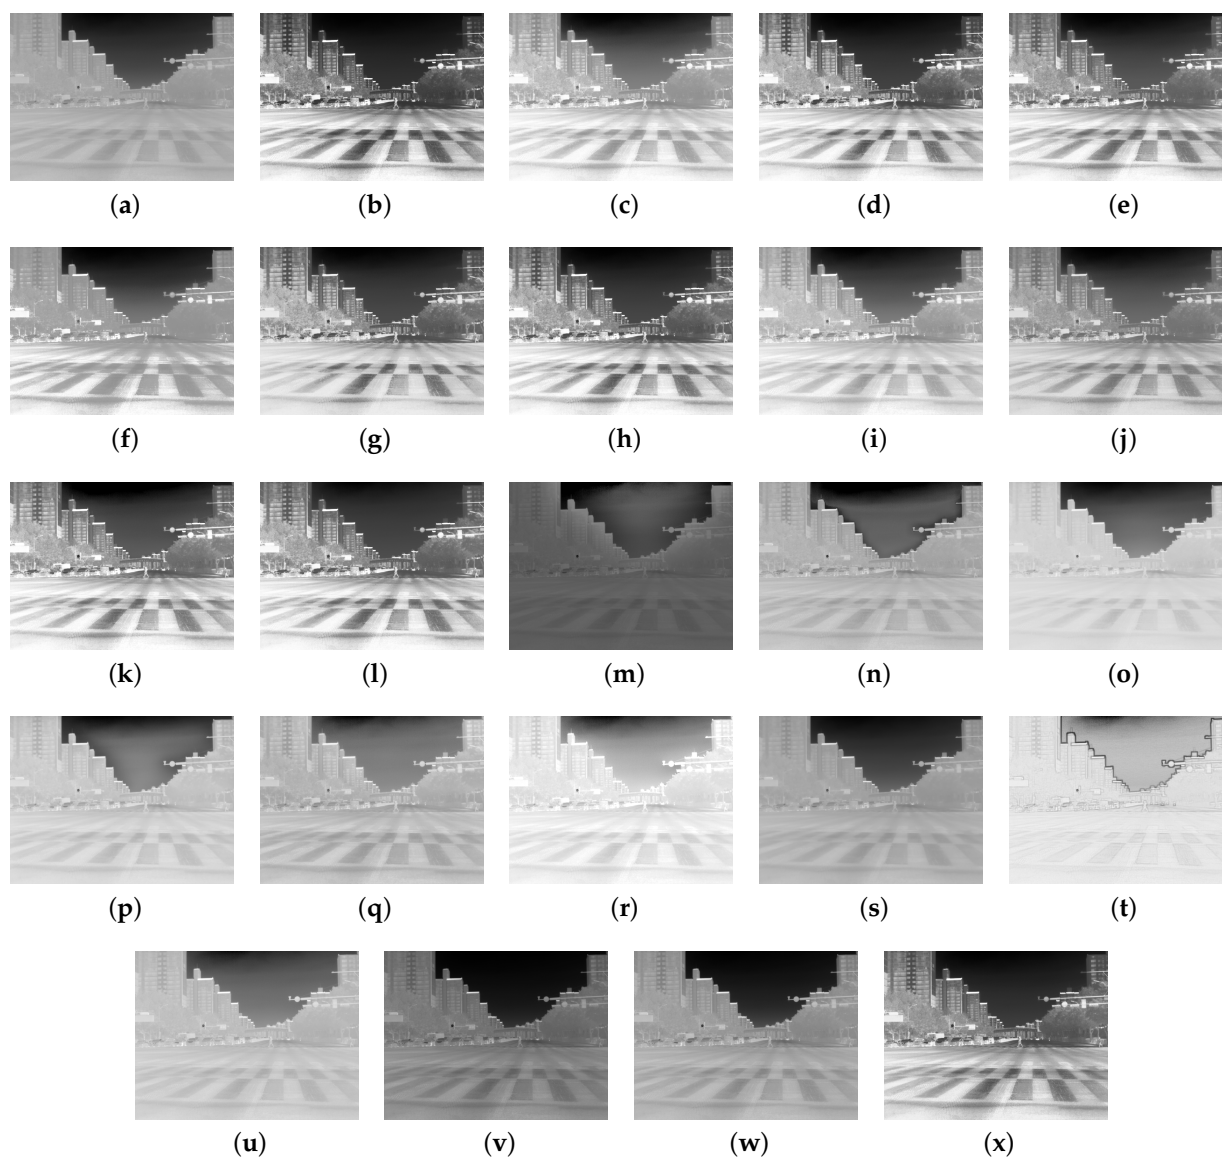 (a) (b) (c) (d) (e)
(f) (g) (h) (i) (j)
(k) (l) (m) (n) (o)
(p) (q) (r) (s) (t)
(u) (v) (w) (x)